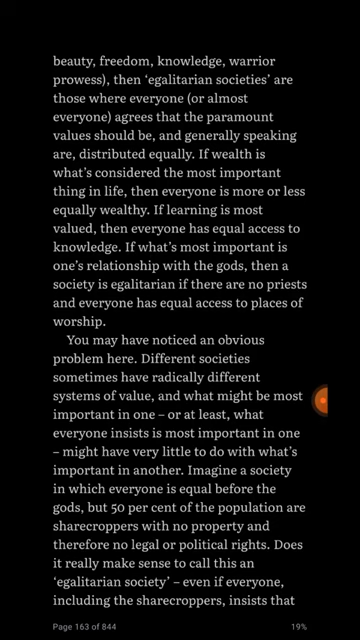 beauty, freedom, knowledge, warrior
prowess), then ‘egalitarian societies’ are
those where everyone (or almost
everyone) agrees that the paramount
values should be, and generally speaking
are, distributed equally. If wealth is
what’s considered the most important
thing in life, then everyone is more or less
equally wealthy. If learning is most
valued, then everyone has equal access to
knowledge. If what’s most important is
one’s relationship with the gods, then a
society is egalitarian if there are no priests
and everyone has equal access to places of
worship.
You may have noticed an obvious
problem here. Different societies
sometimes have radically different
systems of value, and what might be most
important in one – or at least, what
everyone insists is most important in one
– might have very little to do with what’s
important in another. Imagine a society
in which everyone is equal before the
gods, but 50 per cent of the population are
sharecroppers with no property and
therefore no legal or political rights. Does
it really make sense to call this an
‘egalitarian society’ – even if everyone,
including the sharecroppers, insists that
Page 163 of 844 19%